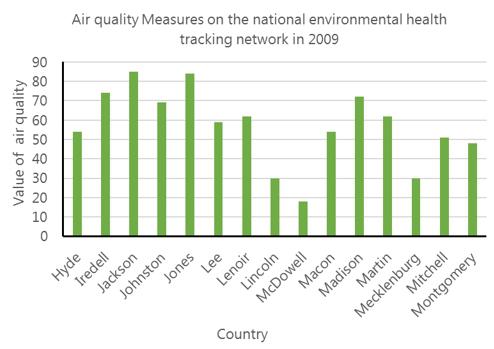 Air quality Measures on the national environmental health
tracking network in 2009
Value of  air quality
90
80
70
60
50
40
30
20
10
0
Hyde
Iredell
Jackson
Johnston
Jones
Lee
Lenoir
Lincoln
McDowell
Macon
Madison
Martin
Mecklenburg
Mitchell
Montgomery
Country